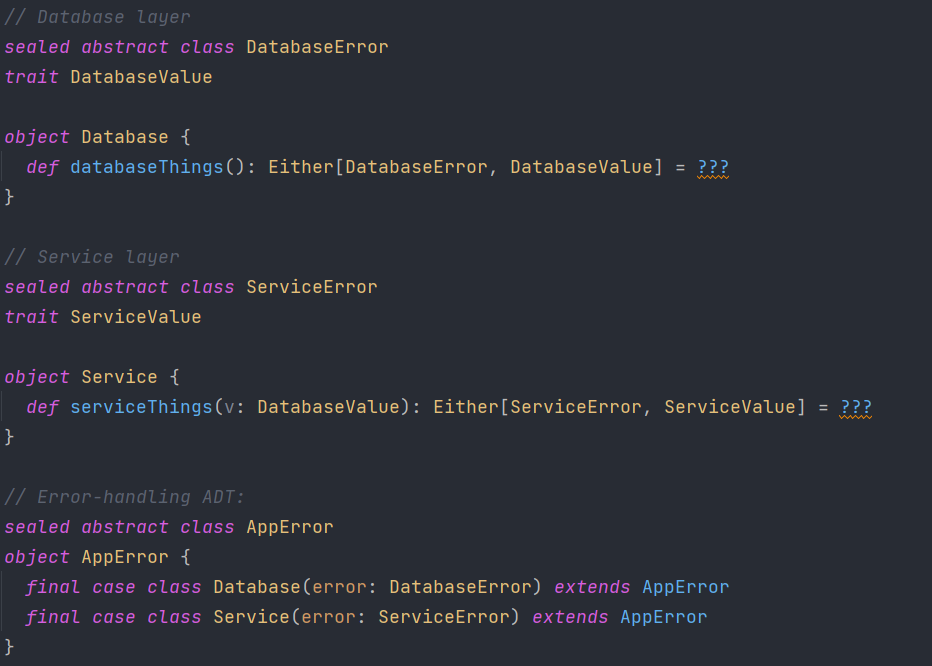 // Database layer
sealed abstract class DatabaseError
trait DatabaseValue

object Database {
  def databaseThings(): Either[DatabaseError, DatabaseValue] = ???
}

// Service layer
sealed abstract class ServiceError
trait ServiceValue

object Service {
  def serviceThings(v: DatabaseValue): Either[ServiceError, ServiceValue] = ???
}

// Error-handling ADT:
sealed abstract class AppError
object AppError {
  final case class Database(error: DatabaseError) extends AppError
  final case class Service(error: ServiceError) extends AppError
}